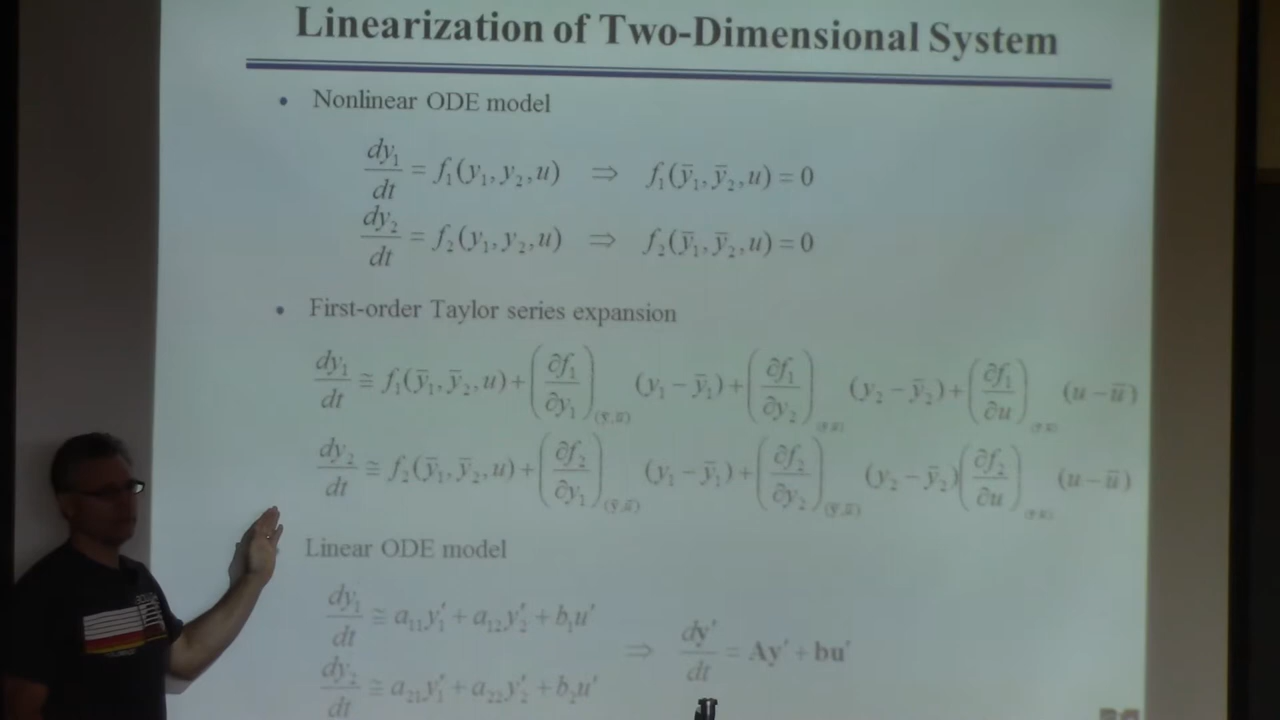 Linearization of Two-Dimensional System
• Nonlinear ODE model
dy₁/dt = f₁(y₁, y₂, u) ⇒ f₁(ȳ₁, ȳ₂, u) = 0
dy₂/dt = f₂(y₁, y₂, u) ⇒ f₂(ȳ₁, ȳ₂, u) = 0
• First-order Taylor series expansion
dy₁/dt ≅ f₁(ȳ₁, ȳ₂, u) + (∂f₁/∂y₁)_(ȳ,ū) (y₁ − ȳ₁) + (∂f₁/∂y₂)_(ȳ,ū) (y₂ − ȳ₂) + (∂f₁/∂u)_(ȳ,ū) (u − ū)
dy₂/dt ≅ f₂(ȳ₁, ȳ₂, u) + (∂f₂/∂y₁)_(ȳ,ū) (y₁ − ȳ₁) + (∂f₂/∂y₂)_(ȳ,ū) (y₂ − ȳ₂)(∂f₂/∂u)_(ȳ,ū) (u − ū)
Linear ODE model
dy₁/dt ≅ a₁₁y₁′ + a₁₂y₂′ + b₁u′
dy₂/dt ≅ a₂₁y₁′ + a₂₂y₂′ + b₂u′
⇒ dy′/dt = Ay′ + bu′